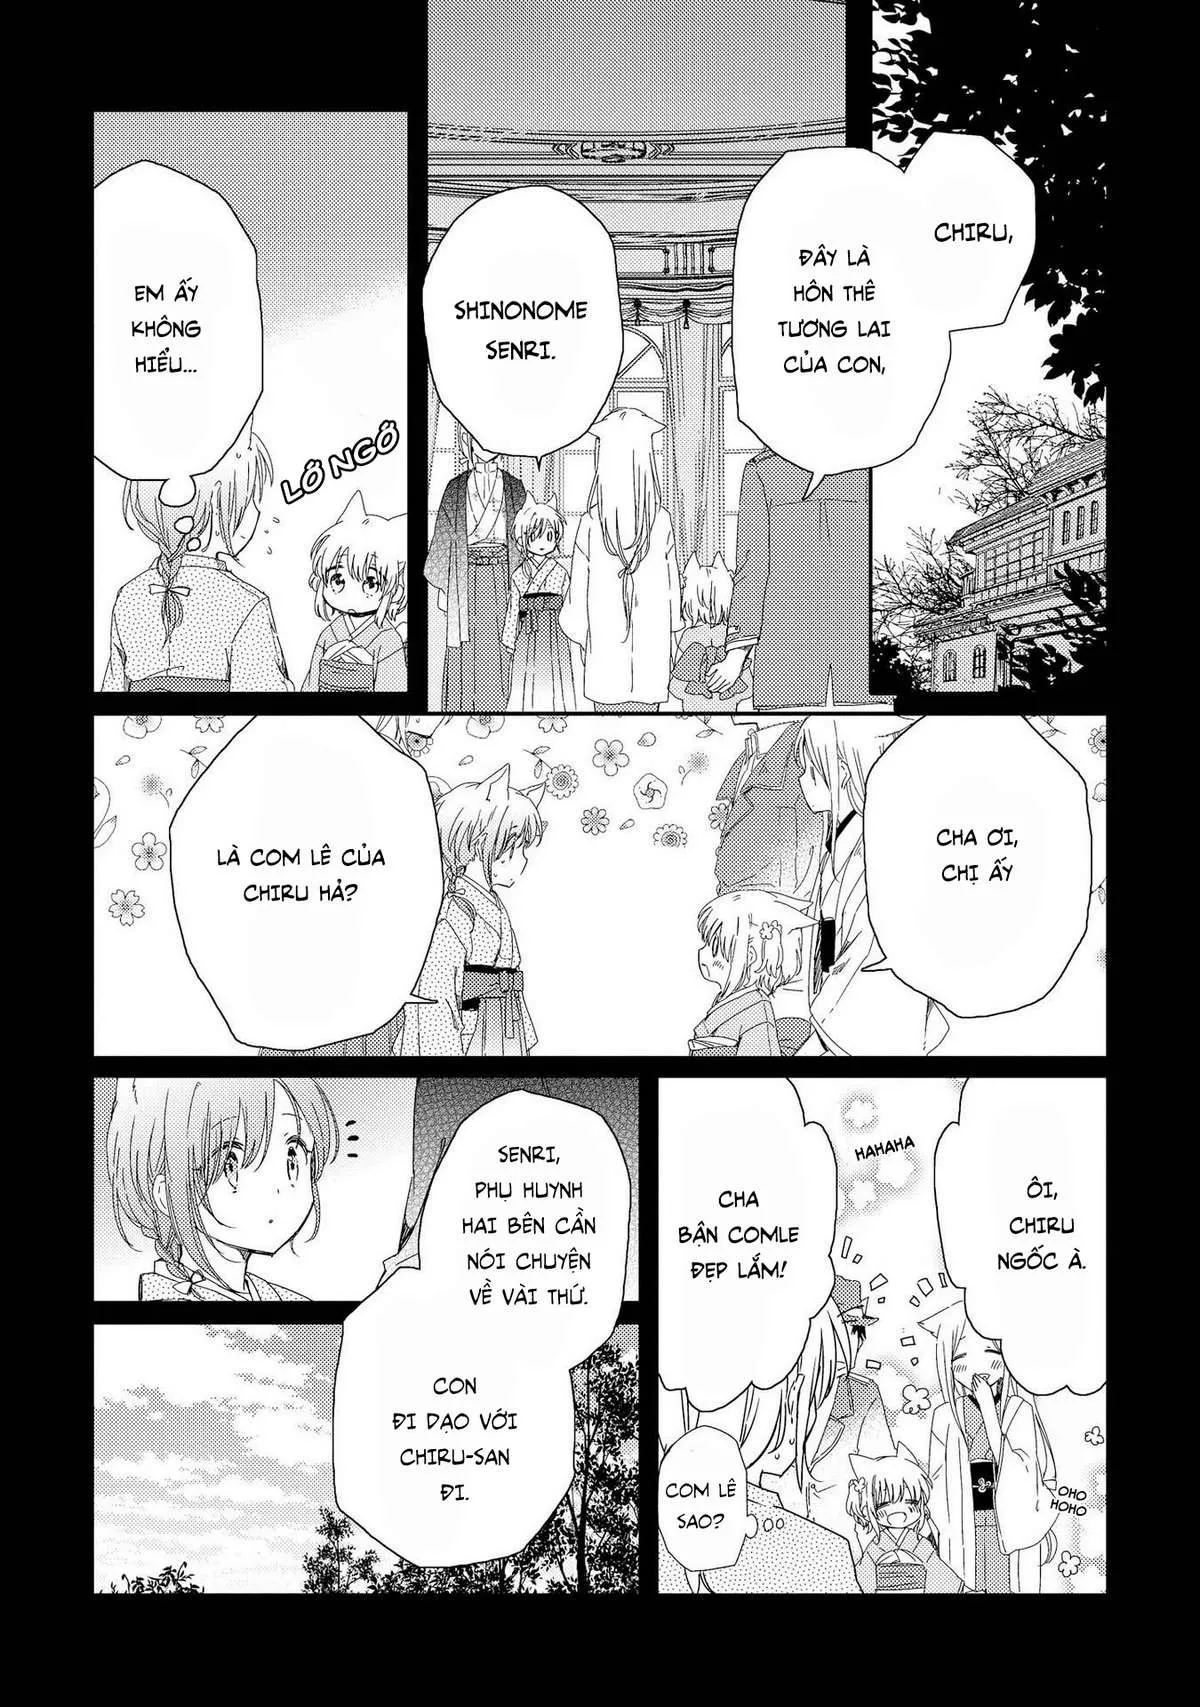 CHIRU,
ĐÂY LÀ
HÔN THÊ
TƯƠNG LAI
CỦA CON,
SHINONOME
SENRI.
EM ẤY
KHÔNG
HIỂU...
LỚ NGỚ
CHA ƠI,
CHỊ ẤY
LÀ COM LÊ CỦA
CHIRU HẢ?
ÔI,
CHIRU
NGỐC À.
HAHAHA
CHA
BẬN COMLE
ĐẸP LẮM!
OHO
HOHO
COM LÊ
SAO?
SENRI,
PHỤ HUYNH
HAI BÊN CẦN
NÓI CHUYỆN
VỀ VÀI THỨ.
CON
ĐI DẠO VỚI
CHIRU-SAN
ĐI.